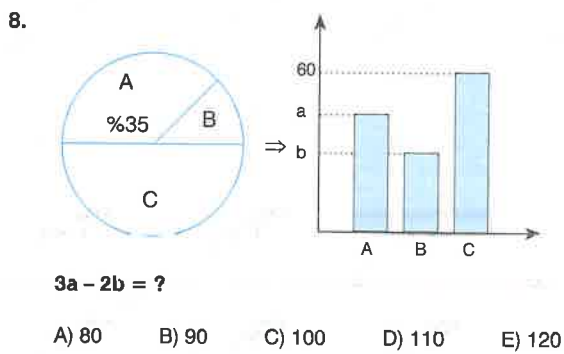 8.
A
%35
B
C
⇒
60
a
b
A B C
3a – 2b = ?
A) 80 B) 90 C) 100 D) 110 E) 120